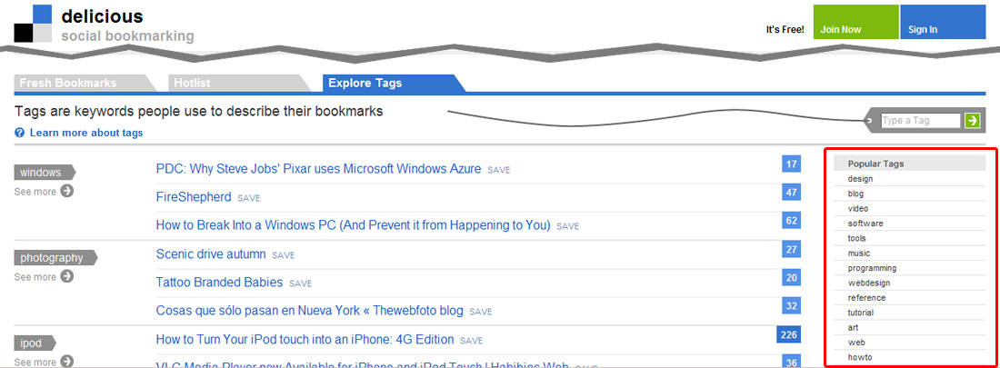 delicious
social bookmarking
It's Free!
Join Now
Sign In
Fresh Bookmarks
Hotlist
Explore Tags
Tags are keywords people use to describe their bookmarks
Type a Tag
? Learn more about tags
windows
See more
PDC: Why Steve Jobs' Pixar uses Microsoft Windows Azure SAVE 17
FireShepherd SAVE 47
How to Break Into a Windows PC (And Prevent it from Happening to You) SAVE 62
photography
See more
Scenic drive autumn SAVE 27
Tattoo Branded Babies SAVE 20
Cosas que sólo pasan en Nueva York « Thewebfoto blog SAVE 32
ipod
See more
How to Turn Your iPod touch into an iPhone: 4G Edition SAVE 226
VLC Media Player now Available for iPhone and iPod Touch | Habibies Web SAVE 36
Popular Tags
design
blog
video
software
tools
music
programming
webdesign
reference
tutorial
art
web
howto